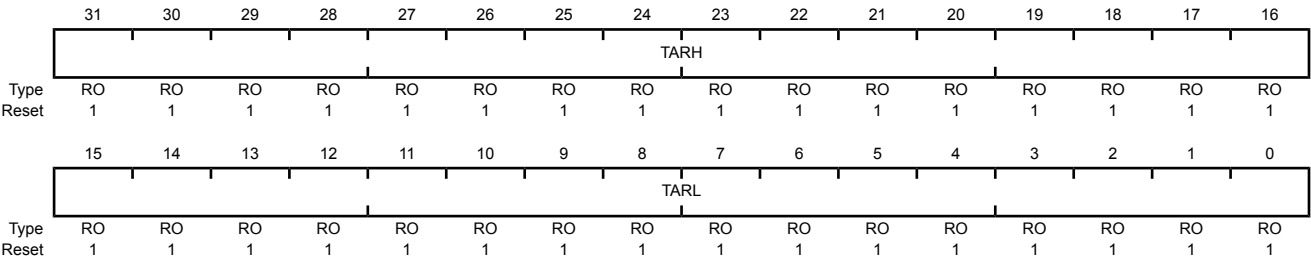 31 30 29 28 27 26 25 24 23 22 21 20 19 18 17 16
TARH
Type RO RO RO RO RO RO RO RO RO RO RO RO RO RO RO RO
Reset 1 1 1 1 1 1 1 1 1 1 1 1 1 1 1 1
15 14 13 12 11 10 9 8 7 6 5 4 3 2 1 0
TARL
Type RO RO RO RO RO RO RO RO RO RO RO RO RO RO RO RO
Reset 1 1 1 1 1 1 1 1 1 1 1 1 1 1 1 1